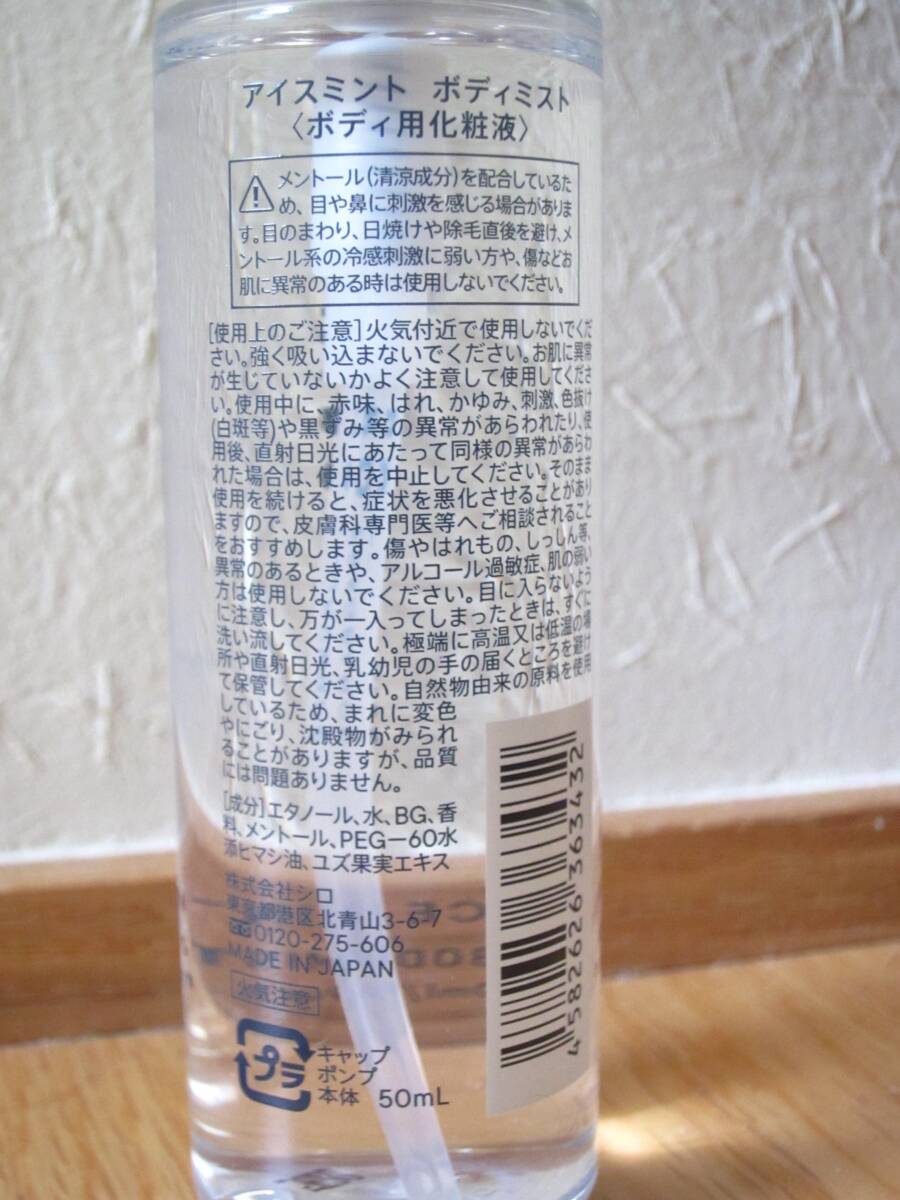 アイスミント ボディミスト
〈ボディ用化粧液〉
メントール(清涼成分)を配合しているた
め、目や鼻に刺激を感じる場合がありま
す。目のまわり、日焼けや除毛直後を避け、メ
ントール系の冷感刺激に弱い方や、傷などお
肌に異常のある時は使用しないでください。
[使用上のご注意]火気付近で使用しないでくだ
さい。強く吸い込まないでください。お肌に異常
が生じていないかよく注意して使用してくださ
い。使用中に、赤味、はれ、かゆみ、刺激、色抜け
(白斑等)や黒ずみ等の異常があらわれたり、使
用後、直射日光にあたって同様の異常があらわ
れた場合は、使用を中止してください。そのまま
使用を続けると、症状を悪化させることがあり
ますので、皮膚科専門医等へご相談されること
をおすすめします。傷やはれもの、しっしん等、
異常のあるときや、アルコール過敏症、肌の弱い
方は使用しないでください。目に入らないよう
に注意し、万が一入ってしまったときは、すぐに
洗い流してください。極端に高温又は低温の場
所や直射日光、乳幼児の手の届くところを避け
て保管してください。自然物由来の原料を使用
しているため、まれに変色
やにごり、沈殿物がみられ
ることがありますが、品質
には問題ありません。
[成分]エタノール、水、BG、香
料、メントール、PEG-60水
添ヒマシ油、ユズ果実エキス
株式会社シロ
東京都港区北青山3-6-7
0120-275-606
MADE IN JAPAN
火気注意
プラ
キャップ
ポンプ
本体 50mL
4582626363432